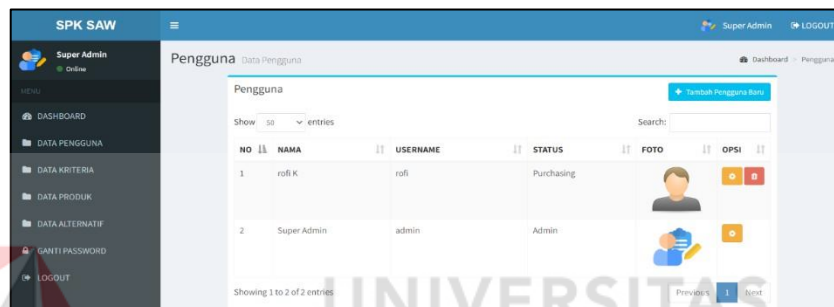 SPK SAW
Super Admin
LOGOUT
Super Admin
Online
Pengguna Data Pengguna
Dashboard > Pengguna
MENU
DASHBOARD
DATA PENGGUNA
DATA KRITERIA
DATA PRODUK
DATA ALTERNATIF
GANTI PASSWORD
LOGOUT
Pengguna
+ Tambah Pengguna Baru
Show 50 entries
Search:
NO NAMA USERNAME STATUS FOTO OPSI
1 rofi K rofi Purchasing
2 Super Admin admin Admin
Showing 1 to 2 of 2 entries
Previous 1 Next
UNIVERSITAS